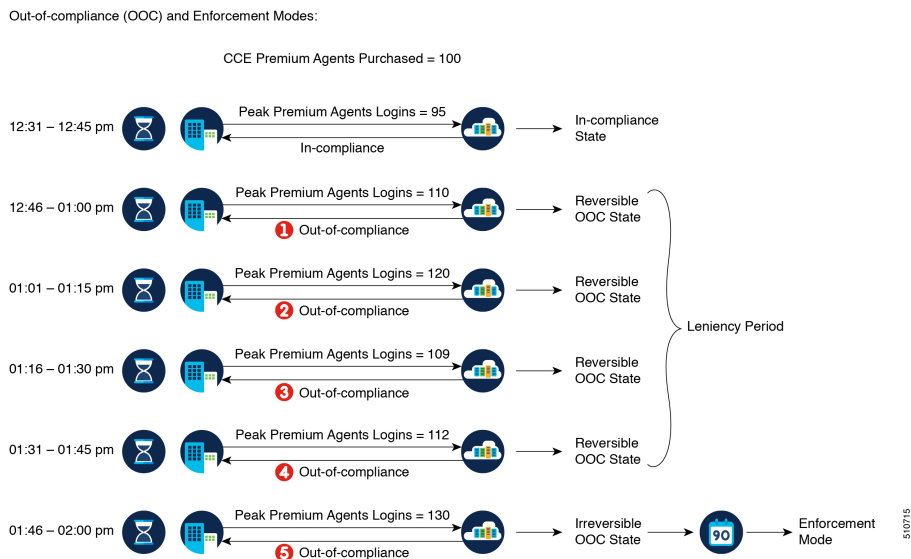 Out-of-compliance (OOC) and Enforcement Modes:
CCE Premium Agents Purchased = 100
12:31 – 12:45 pm
Peak Premium Agents Logins = 95
In-compliance
In-compliance
State
12:46 – 01:00 pm
Peak Premium Agents Logins = 110
1 Out-of-compliance
Reversible
OOC State
01:01 – 01:15 pm
Peak Premium Agents Logins = 120
2 Out-of-compliance
Reversible
OOC State
Leniency Period
01:16 – 01:30 pm
Peak Premium Agents Logins = 109
3 Out-of-compliance
Reversible
OOC State
01:31 – 01:45 pm
Peak Premium Agents Logins = 112
4 Out-of-compliance
Reversible
OOC State
01:46 – 02:00 pm
Peak Premium Agents Logins = 130
5 Out-of-compliance
Irreversible
OOC State
90
Enforcement
Mode
510715